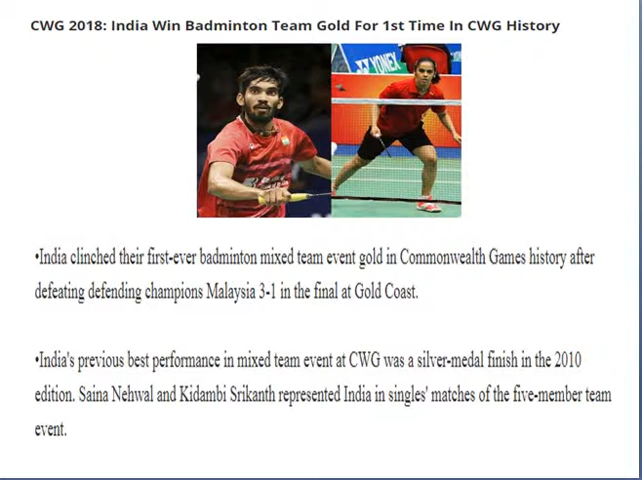 CWG 2018: India Win Badminton Team Gold For 1st Time In CWG History
YONEX
•India clinched their first-ever badminton mixed team event gold in Commonwealth Games history after
defeating defending champions Malaysia 3-1 in the final at Gold Coast.
•India's previous best performance in mixed team event at CWG was a silver-medal finish in the 2010
edition. Saina Nehwal and Kidambi Srikanth represented India in singles' matches of the five-member team
event.